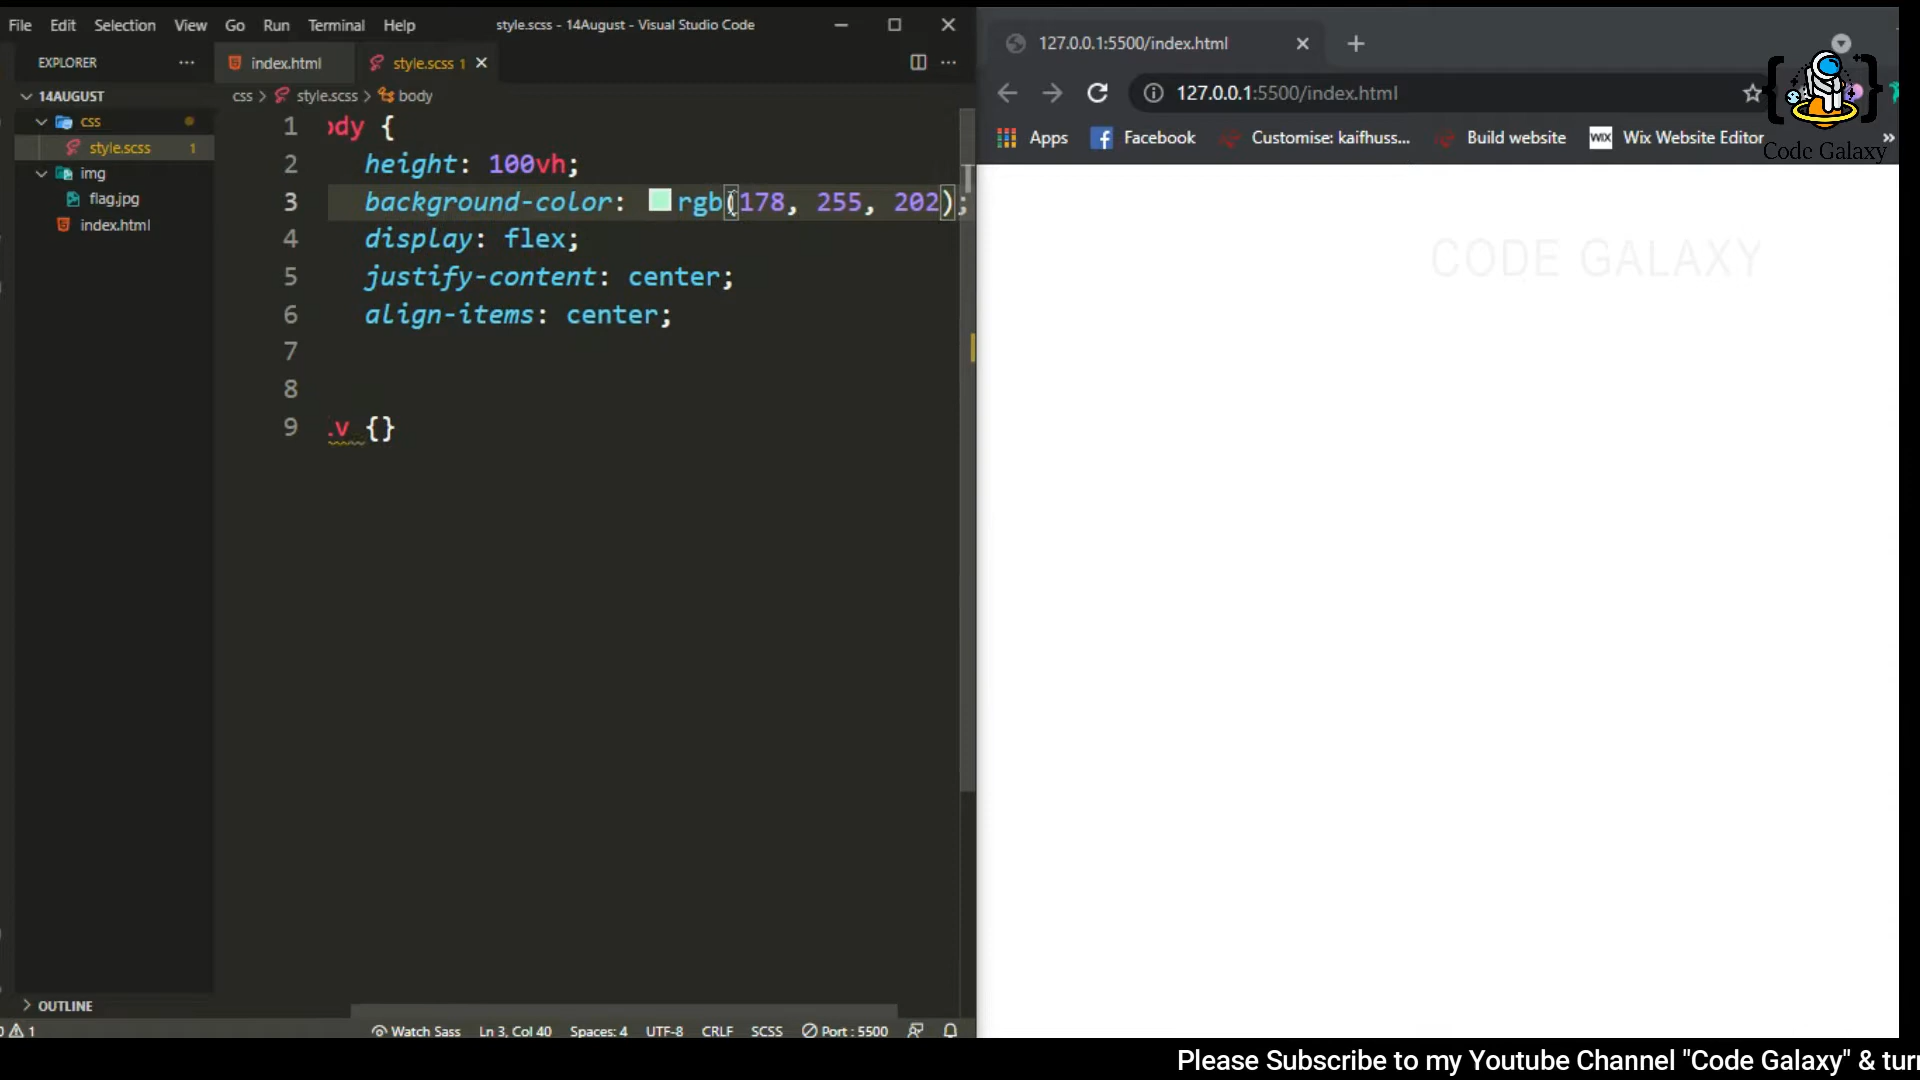 File Edit Selection View Go Run Terminal Help
style.scss - 14August - Visual Studio Code
EXPLORER
14AUGUST
css
style.scss 1
img
flag.jpg
index.html
OUTLINE
index.html
style.scss 1
css > style.scss > body
1 ody {
2 height: 100vh;
3 background-color: rgb(178, 255, 202);
4 display: flex;
5 justify-content: center;
6 align-items: center;
7
8
9 .v {}
1
Watch Sass Ln 3, Col 40 Spaces: 4 UTF-8 CRLF SCSS Port : 5500
127.0.0.1:5500/index.html
127.0.0.1:5500/index.html
Apps Facebook Customise: kaifhuss... Build website WIX Wix Website Editor »
Code Galaxy
CODE GALAXY
Please Subscribe to my Youtube Channel "Code Galaxy" & turn